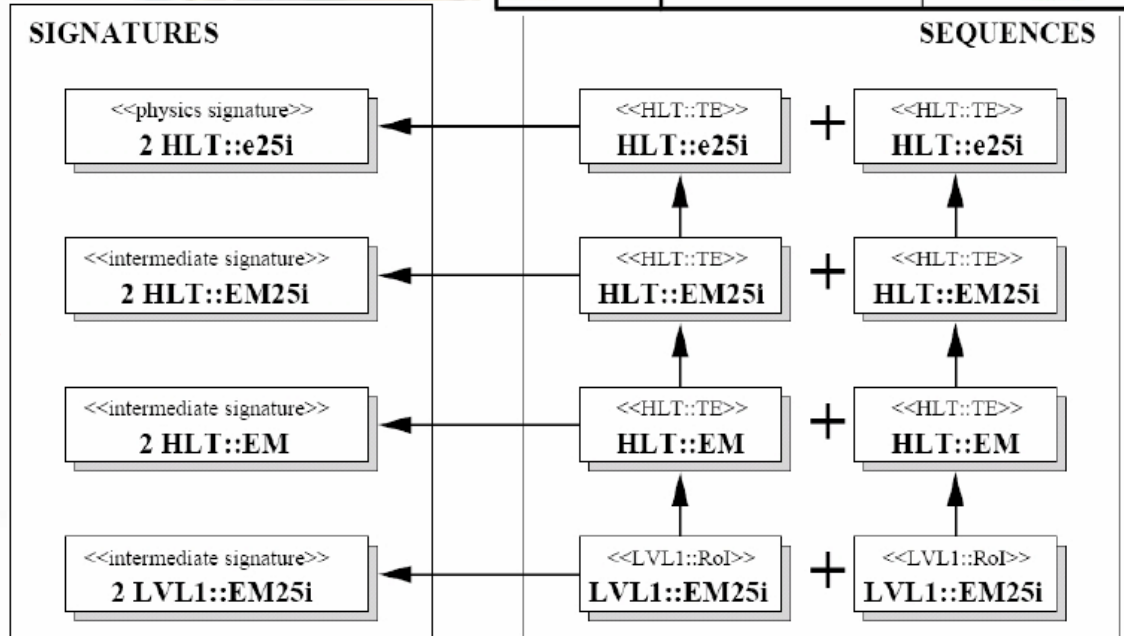 SIGNATURES
SEQUENCES
<<physics signature>>
2 HLT::e25i
<<HLT::TE>>
HLT::e25i
+
<<HLT::TE>>
HLT::e25i
<<intermediate signature>>
2 HLT::EM25i
<<HLT::TE>>
HLT::EM25i
+
<<HLT::TE>>
HLT::EM25i
<<intermediate signature>>
2 HLT::EM
<<HLT::TE>>
HLT::EM
+
<<HLT::TE>>
HLT::EM
<<intermediate signature>>
2 LVL1::EM25i
<<LVL1::RoI>>
LVL1::EM25i
+
<<LVL1::RoI>>
LVL1::EM25i